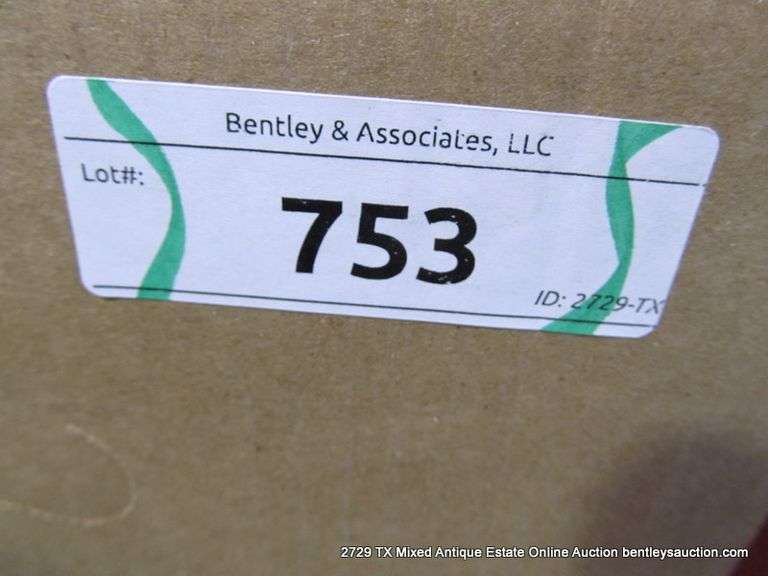 Bentley & Associates, LLC
Lot#:
753
ID: 2729-TX
2729 TX Mixed Antique Estate Online Auction bentleysauction.com